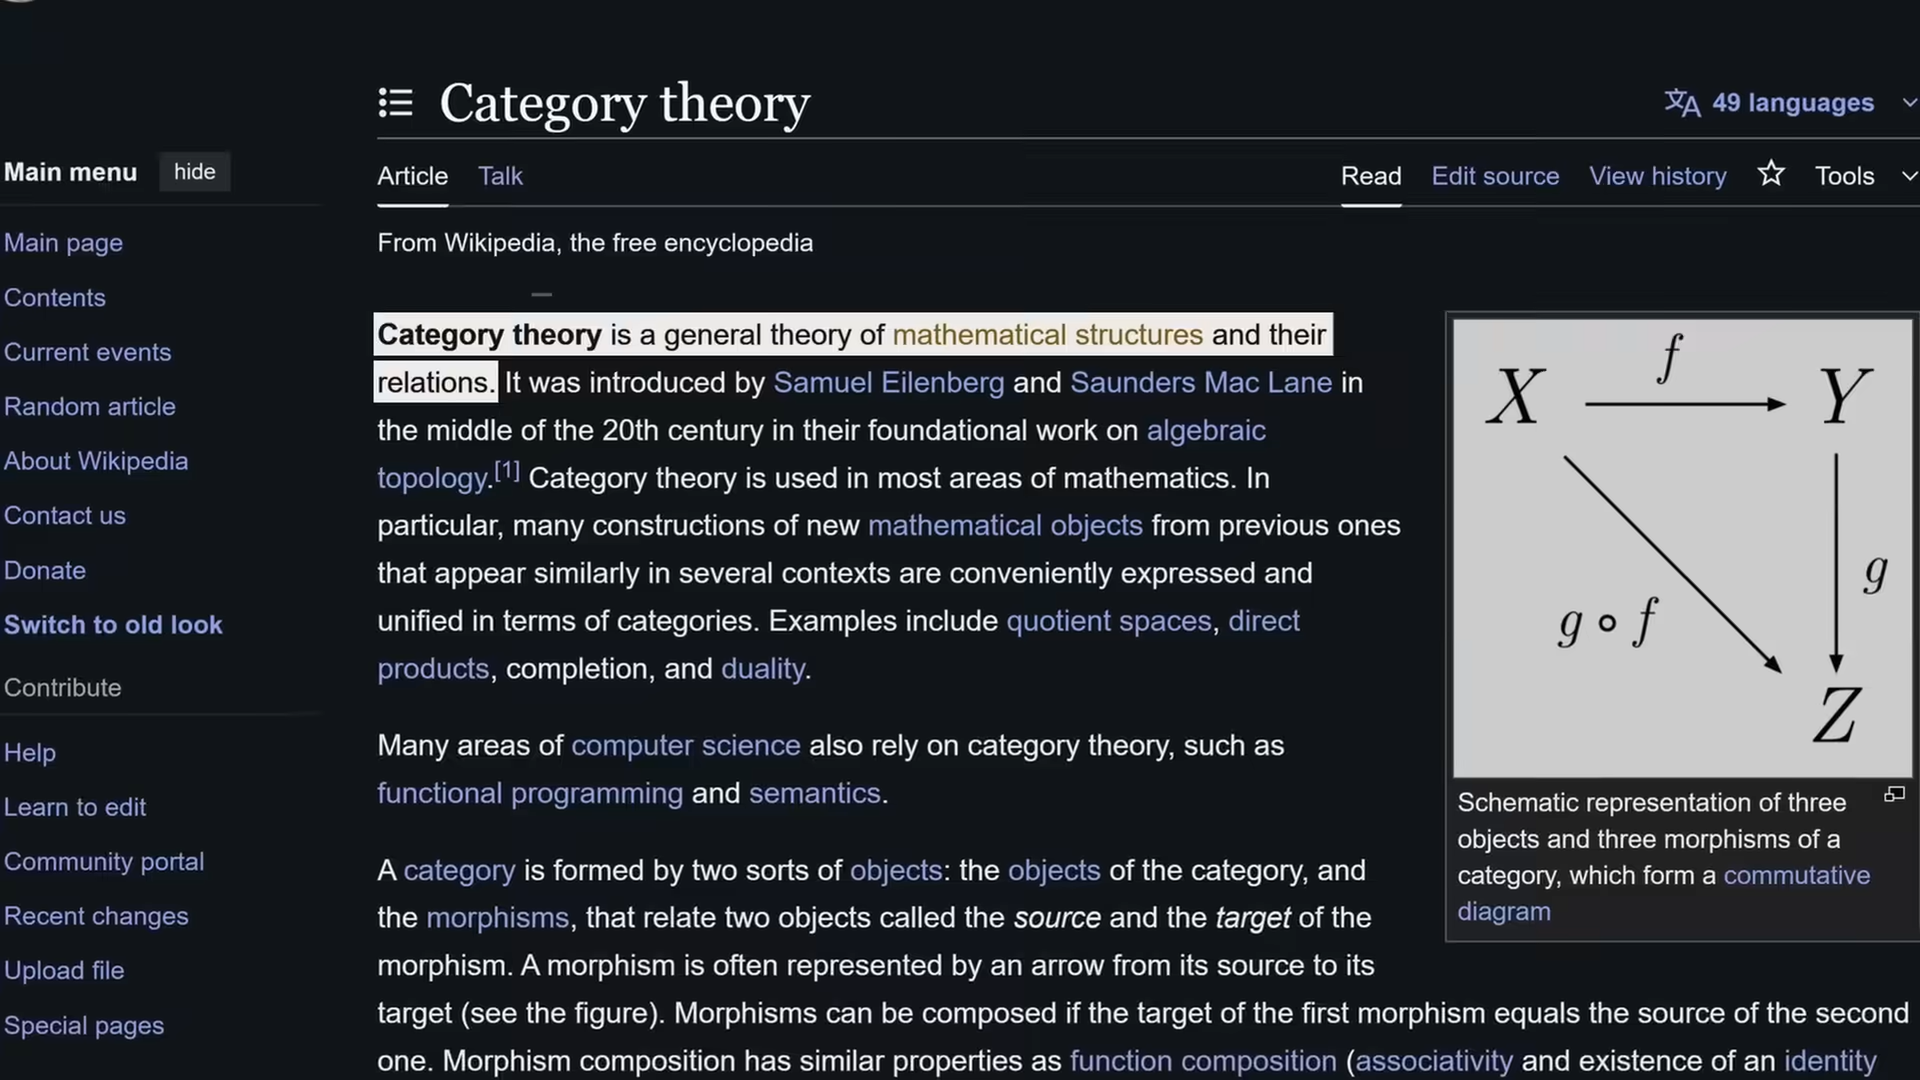 Category theory
49 languages
Main menu
hide
Article
Talk
Read
Edit source
View history
Tools
Main page
Contents
Current events
Random article
About Wikipedia
Contact us
Donate
Switch to old look
Contribute
Help
Learn to edit
Community portal
Recent changes
Upload file
Special pages
From Wikipedia, the free encyclopedia
Category theory is a general theory of mathematical structures and their
relations. It was introduced by Samuel Eilenberg and Saunders Mac Lane in
the middle of the 20th century in their foundational work on algebraic
topology.[1] Category theory is used in most areas of mathematics. In
particular, many constructions of new mathematical objects from previous ones
that appear similarly in several contexts are conveniently expressed and
unified in terms of categories. Examples include quotient spaces, direct
products, completion, and duality.
Many areas of computer science also rely on category theory, such as
functional programming and semantics.
A category is formed by two sorts of objects: the objects of the category, and
the morphisms, that relate two objects called the source and the target of the
morphism. A morphism is often represented by an arrow from its source to its
target (see the figure). Morphisms can be composed if the target of the first morphism equals the source of the second
one. Morphism composition has similar properties as function composition (associativity and existence of an identity
f
X
Y
g
g ∘ f
Z
Schematic representation of three
objects and three morphisms of a
category, which form a commutative
diagram